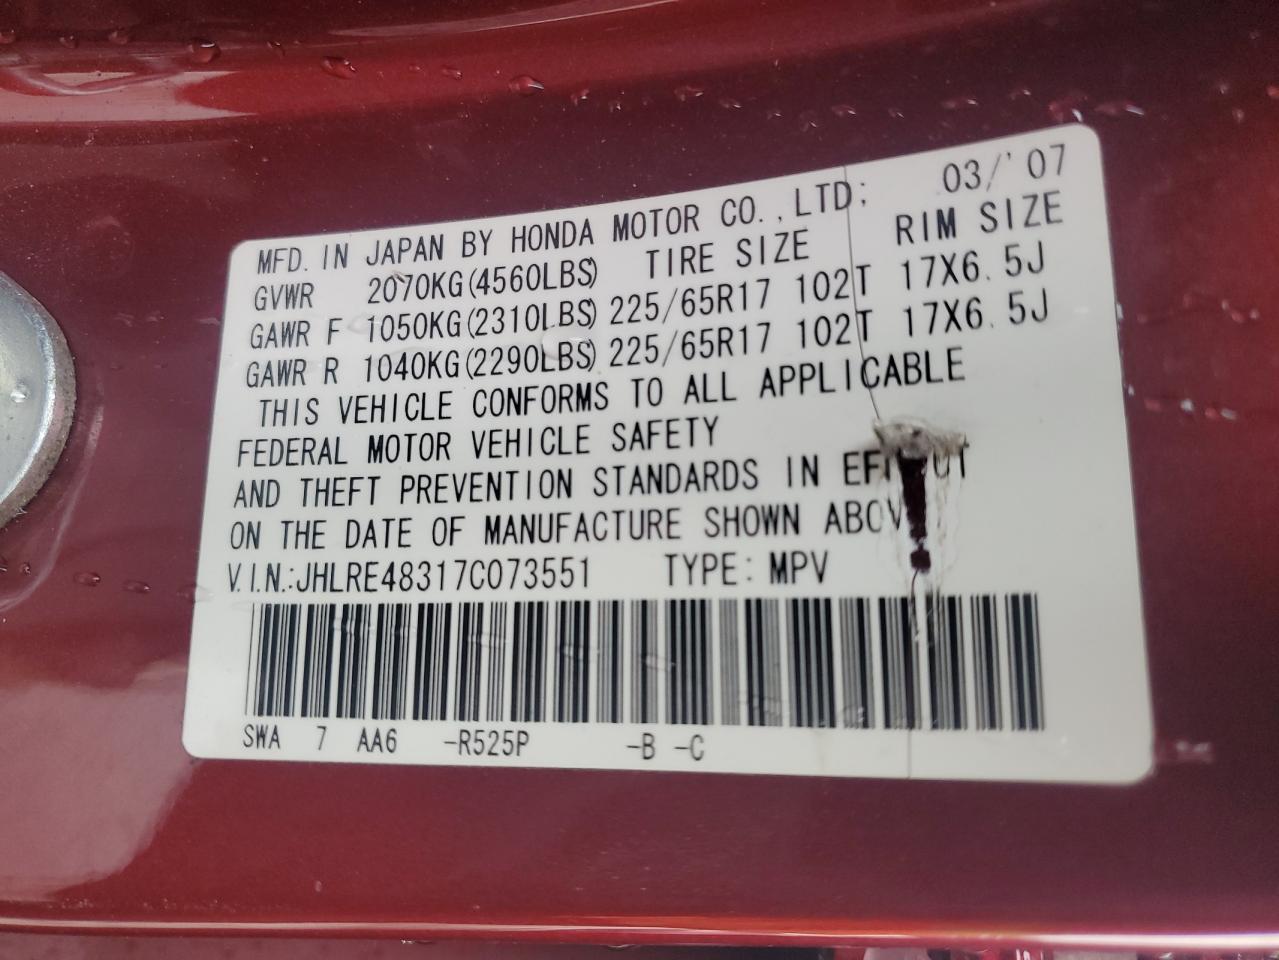 MFD. IN JAPAN BY HONDA MOTOR CO., LTD; 03/'07
GVWR 2070KG(4560LBS) TIRE SIZE RIM SIZE
GAWR F 1050KG(2310LBS) 225/65R17 102T 17X6.5J
GAWR R 1040KG(2290LBS) 225/65R17 102T 17X6.5J
THIS VEHICLE CONFORMS TO ALL APPLICABLE
FEDERAL MOTOR VEHICLE SAFETY
AND THEFT PREVENTION STANDARDS IN
ON THE DATE OF MANUFACTURE SHOWN
V.I.N.:JHLRE48317C073551 TYPE: MPV
SWA 7 AA6 -R525P -B -C